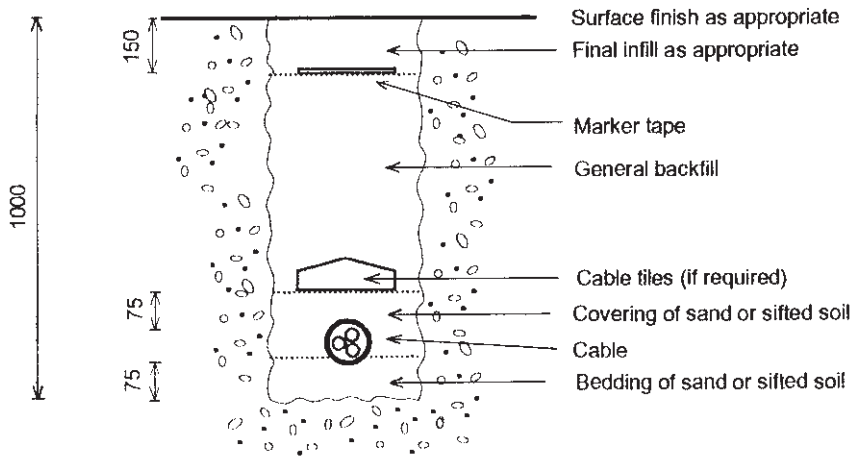 Surface finish as appropriate
150
Final infill as appropriate
Marker tape
General backfill
1000
Cable tiles (if required)
75
Covering of sand or sifted soil
Cable
75
Bedding of sand or sifted soil